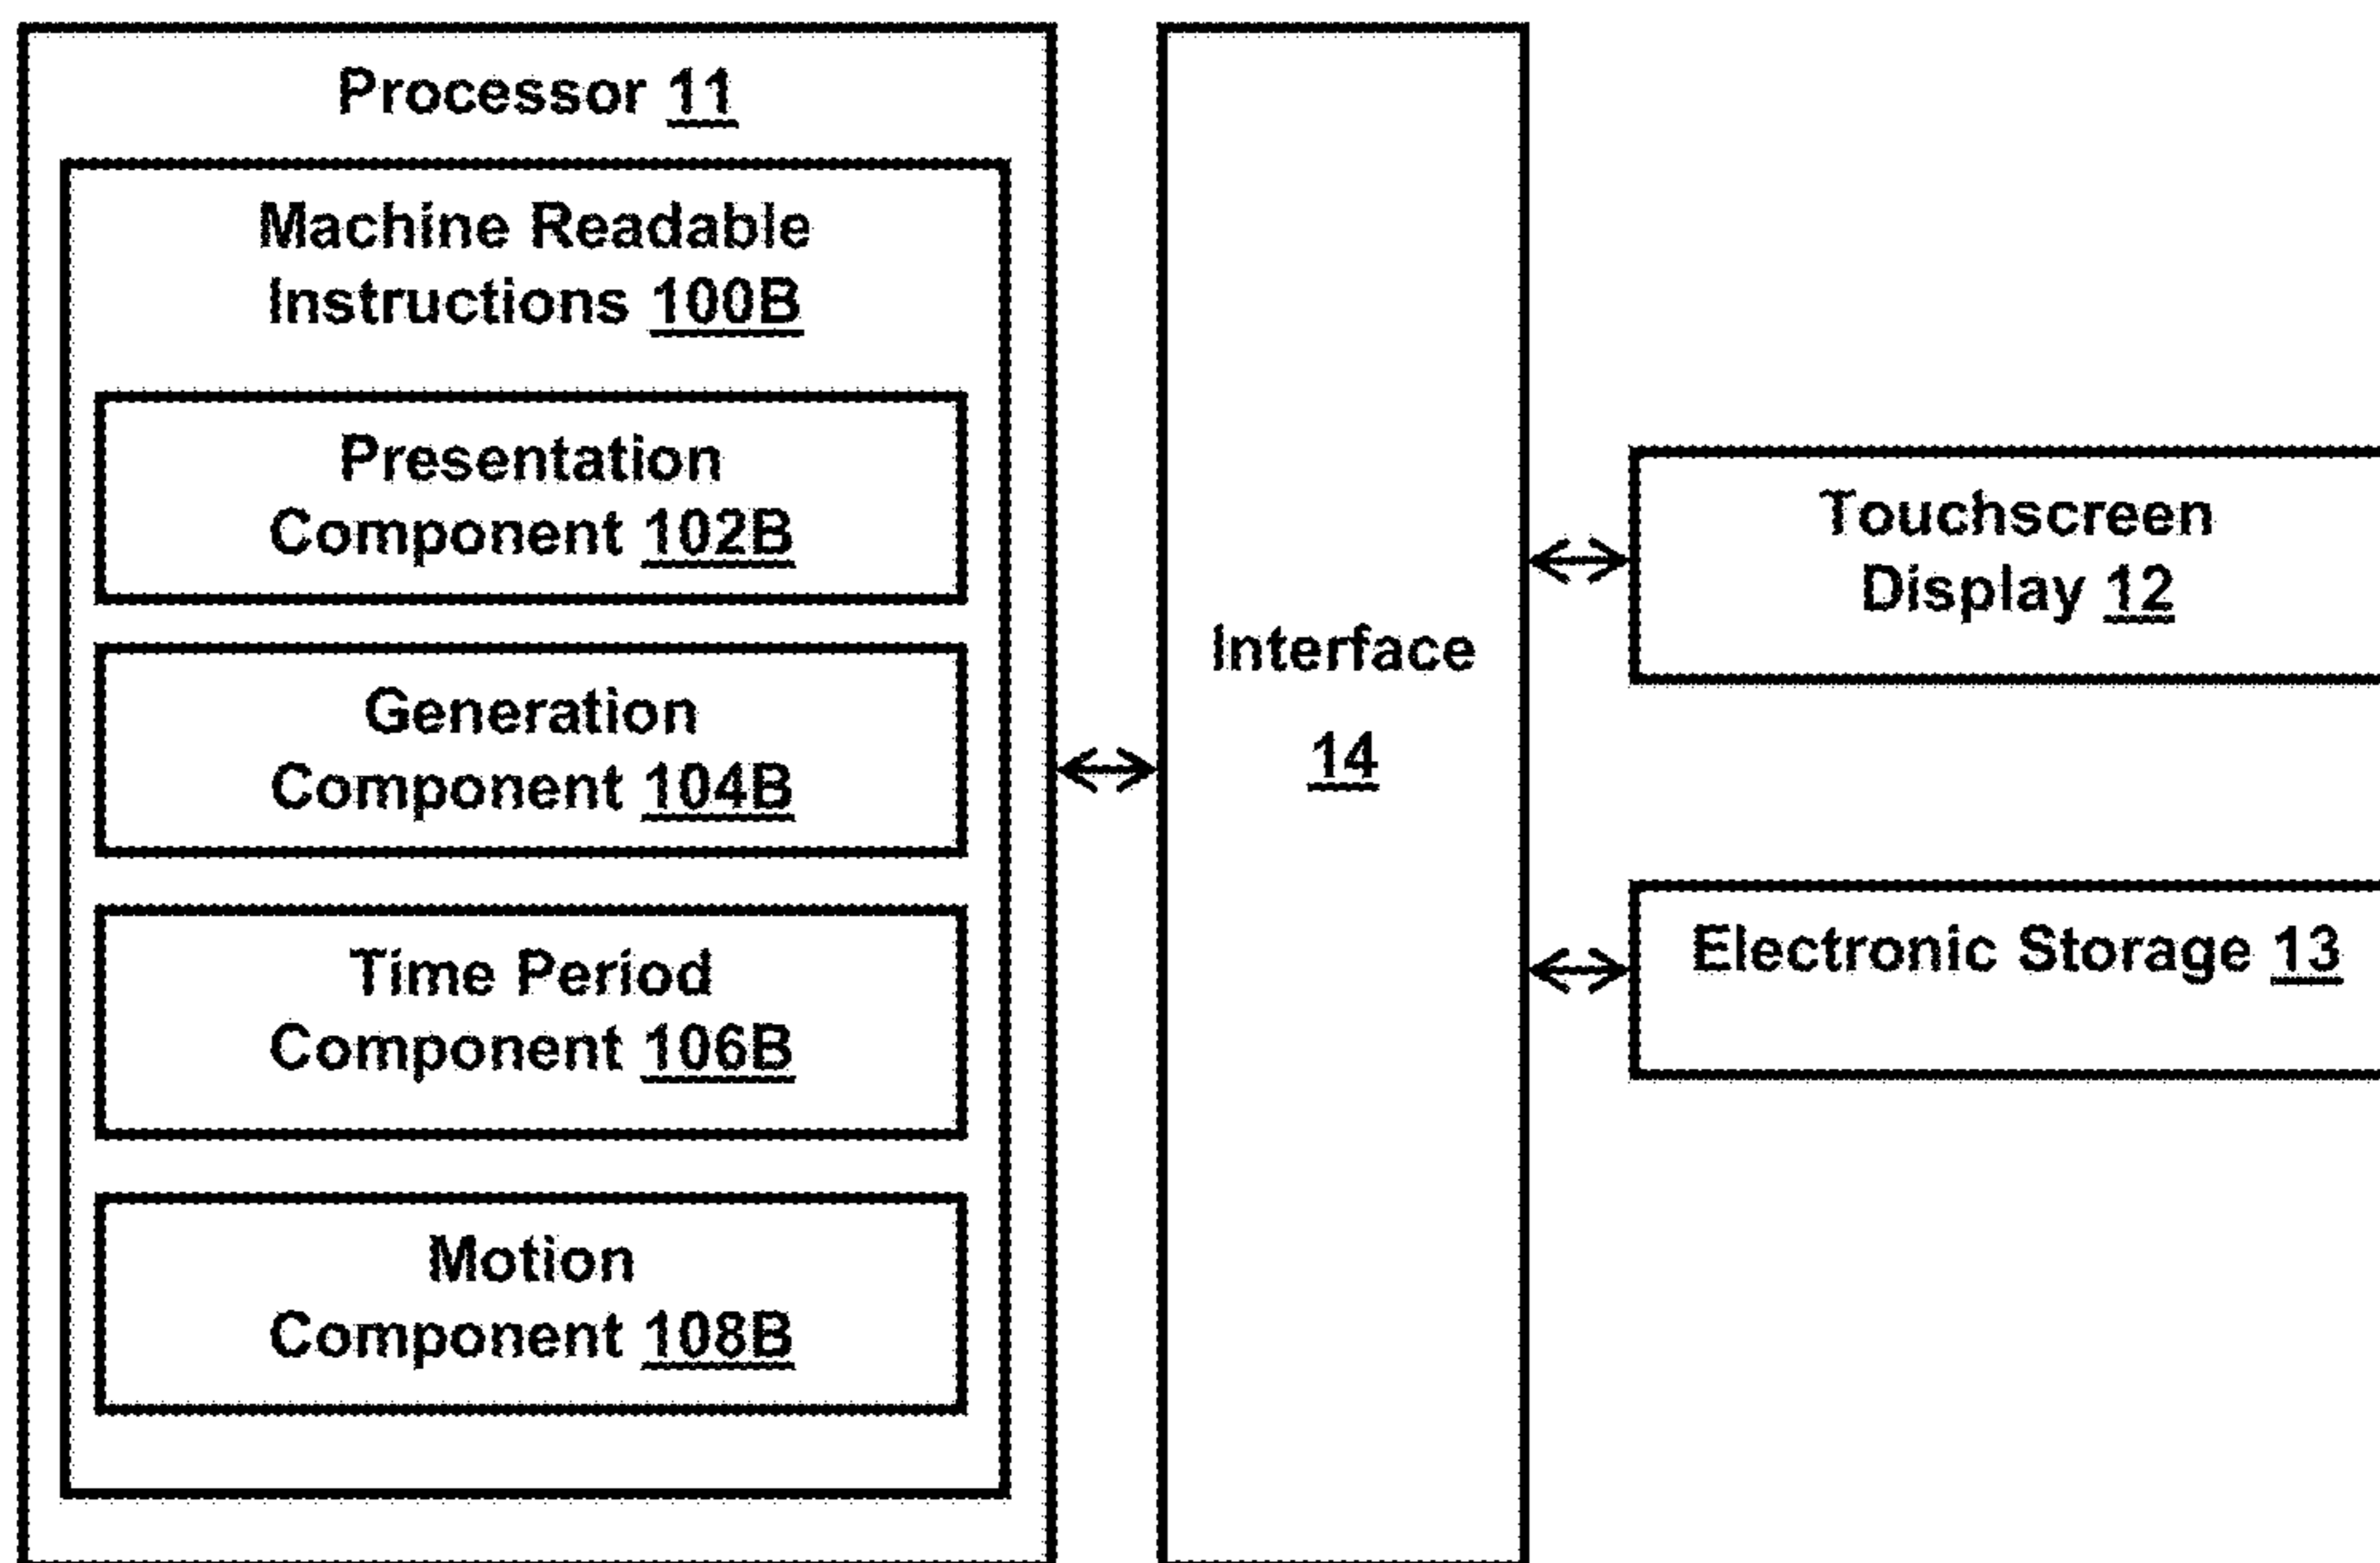 Processor 11
Machine Readable
Instructions 100B
Presentation
Component 102B
Generation
Component 104B
Time Period
Component 106B
Motion
Component 108B
Interface
14
Touchscreen
Display 12
Electronic Storage 13